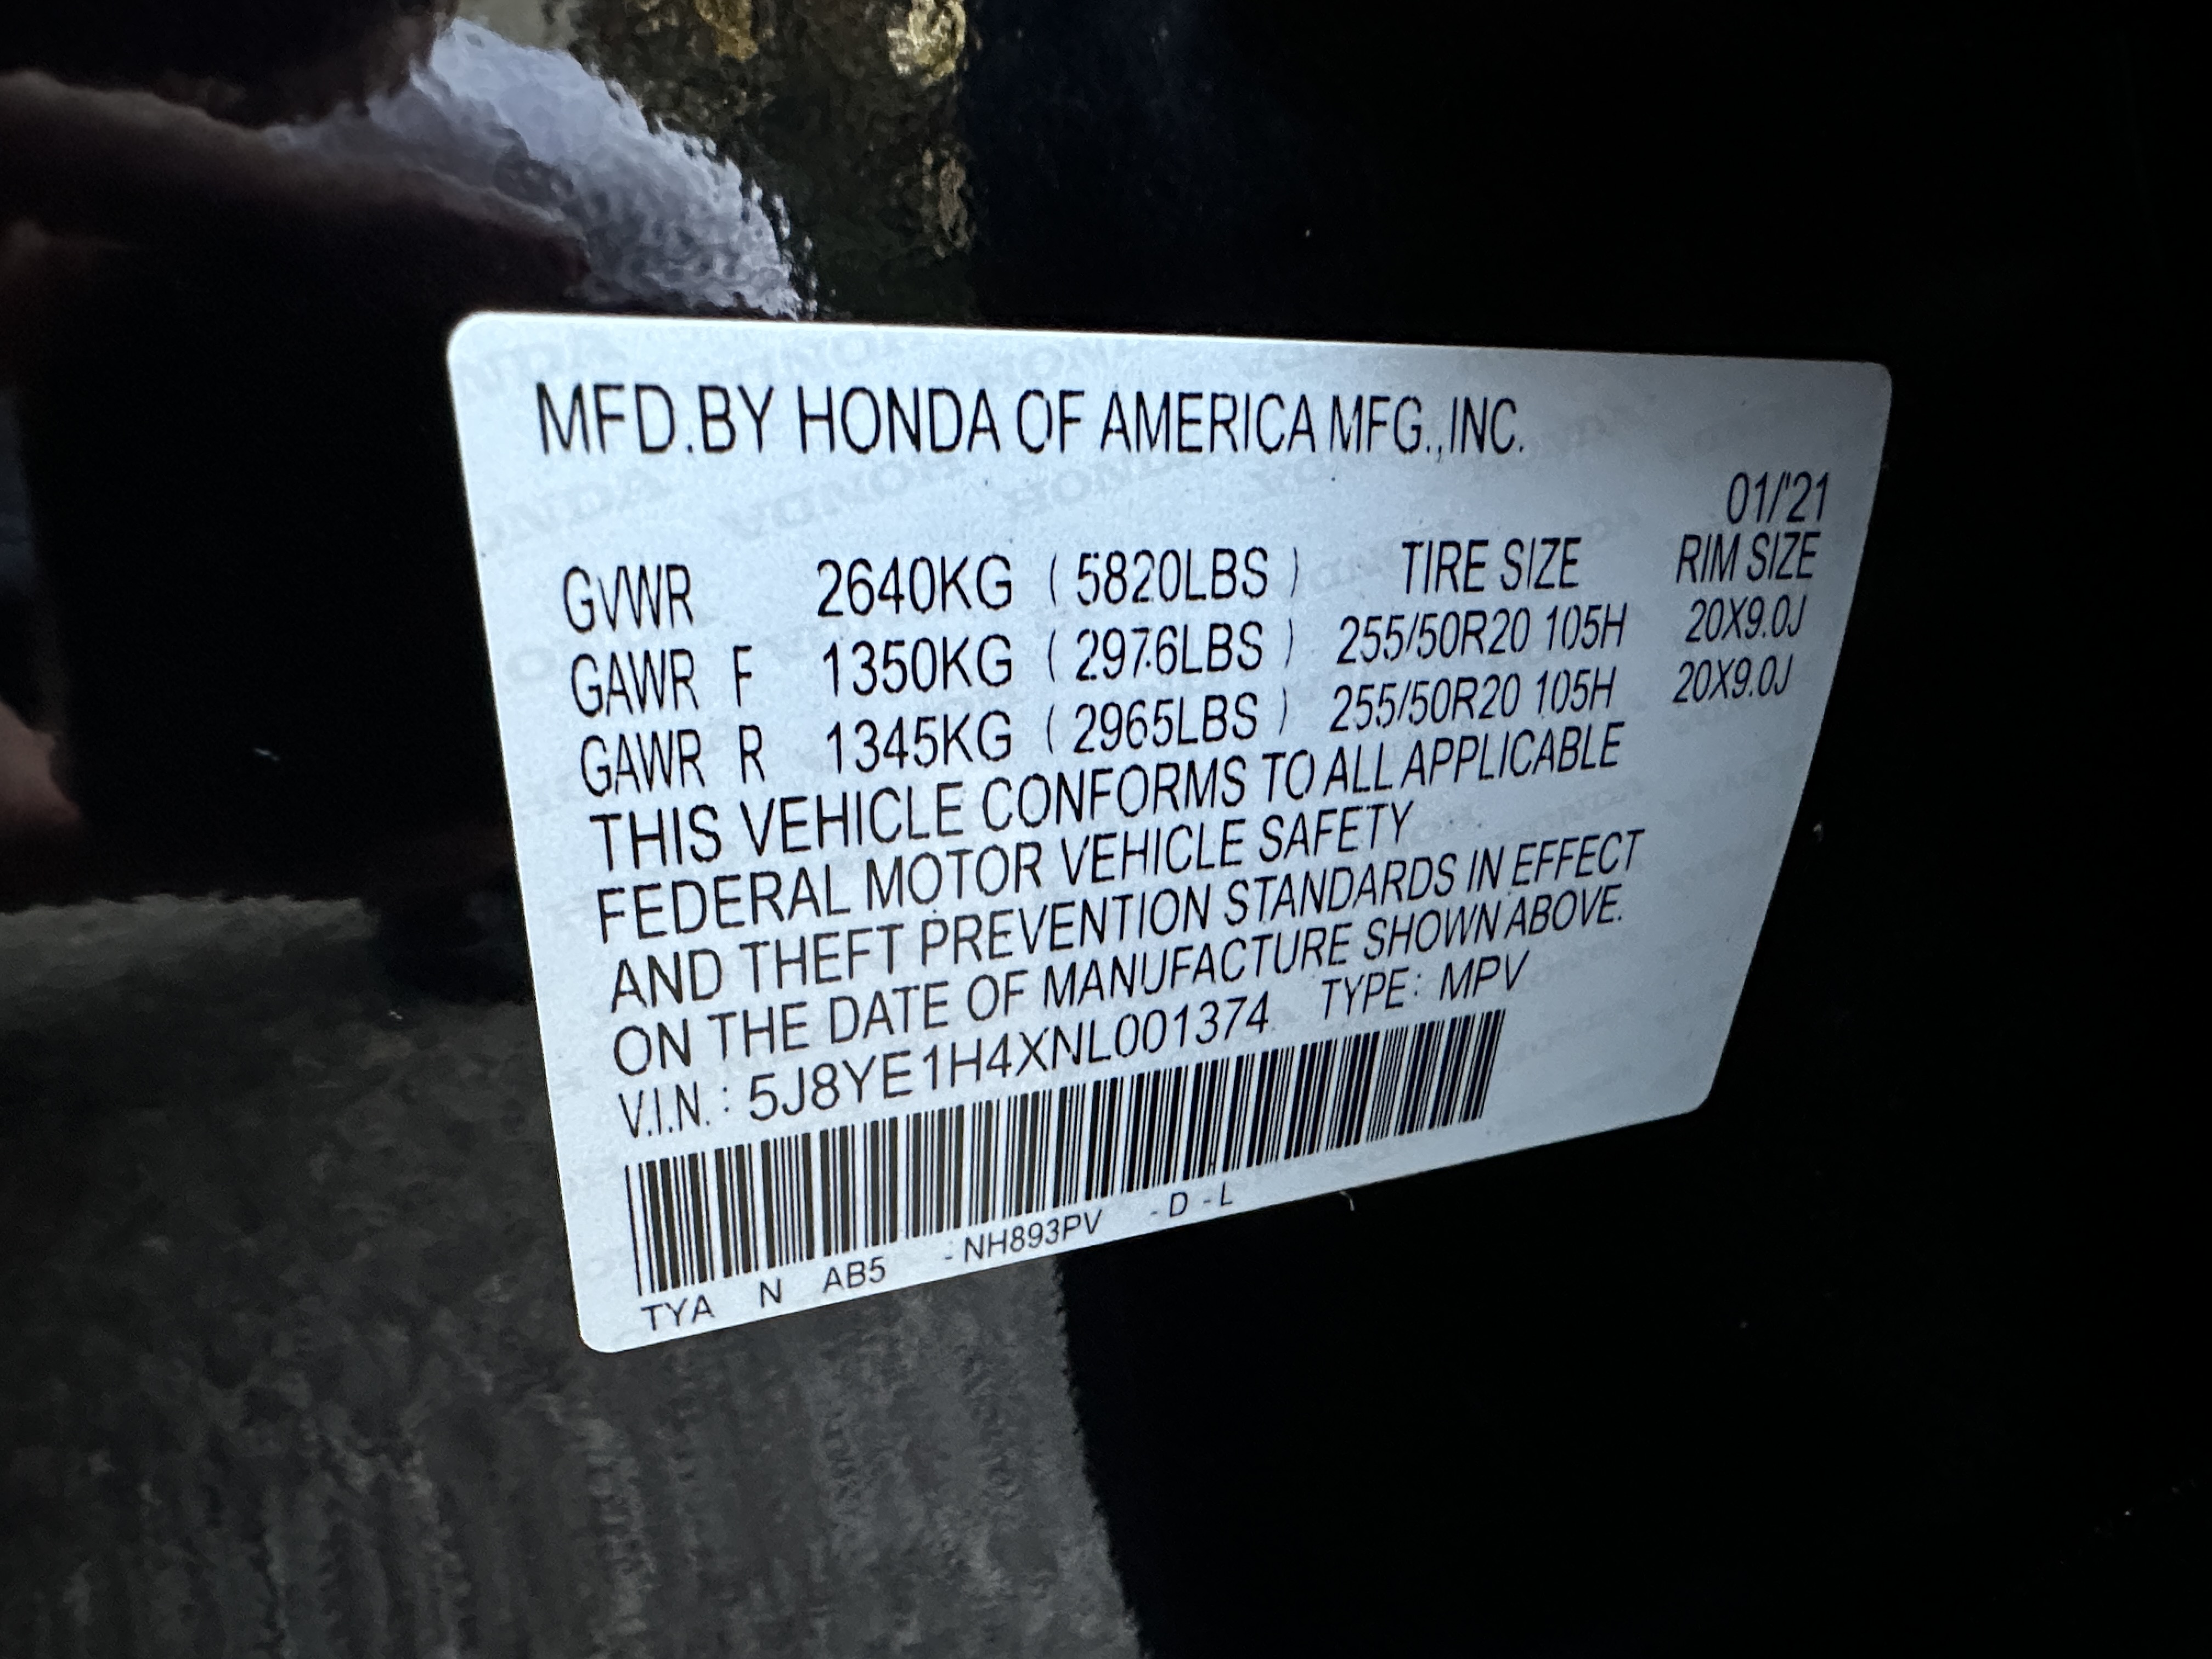 MFD.BY HONDA OF AMERICA MFG.,INC.
01/'21
GVWR 2640KG ( 5820LBS ) TIRE SIZE RIM SIZE
GAWR F 1350KG ( 2976LBS ) 255/50R20 105H 20X9.0J
GAWR R 1345KG ( 2965LBS ) 255/50R20 105H 20X9.0J
THIS VEHICLE CONFORMS TO ALL APPLICABLE
FEDERAL MOTOR VEHICLE SAFETY
AND THEFT PREVENTION STANDARDS IN EFFECT
ON THE DATE OF MANUFACTURE SHOWN ABOVE.
V.I.N. : 5J8YE1H4XNL001374 TYPE: MPV
TYA N AB5 - NH893PV - D - L